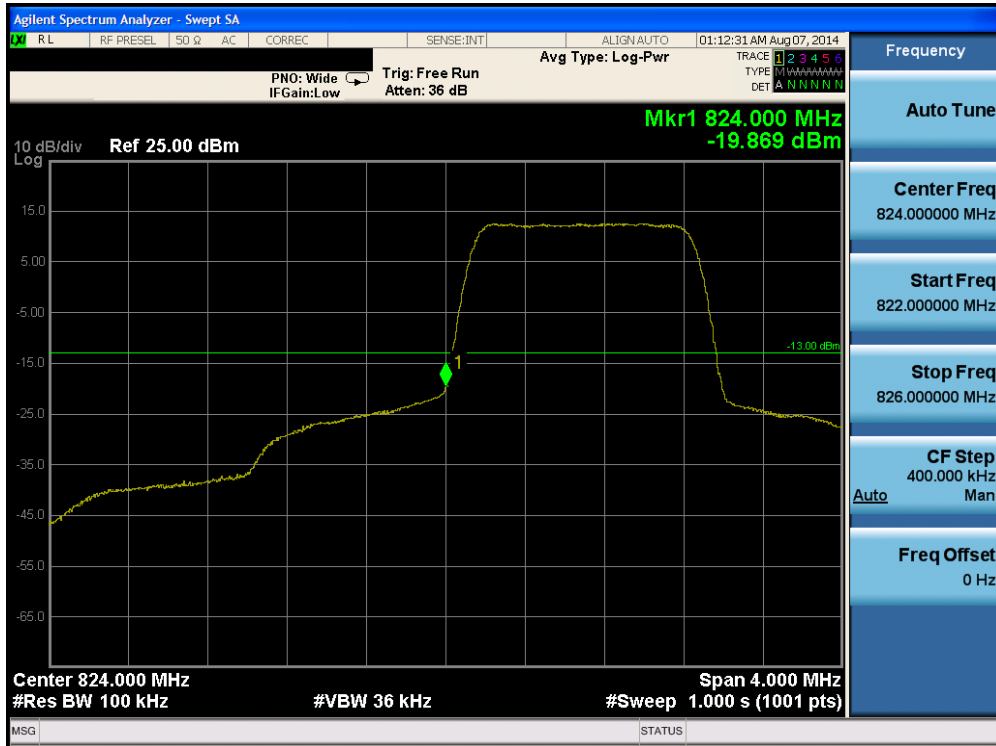 Agilent Spectrum Analyzer - Swept SA
LXI RL RF PRESEL 50 Ω AC CORREC SENSE:INT ALIGN AUTO 01:12:31 AM Aug 07, 2014
Avg Type: Log-Pwr TRACE 1 2 3 4 5 6
PNO: Wide Trig: Free Run TYPE M WWWWW
IFGain:Low Atten: 36 dB DET A N N N N N
Mkr1 824.000 MHz
-19.869 dBm
10 dB/div Ref 25.00 dBm
Log
15.0
5.00
-5.00
-13.00 dBm
-15.0
1
-25.0
-35.0
-45.0
-55.0
-65.0
Center 824.000 MHz Span 4.000 MHz
#Res BW 100 kHz #VBW 36 kHz #Sweep 1.000 s (1001 pts)
MSG STATUS
Frequency
Auto Tune
Center Freq
824.000000 MHz
Start Freq
822.000000 MHz
Stop Freq
826.000000 MHz
CF Step
400.000 kHz
Auto Man
Freq Offset
0 Hz